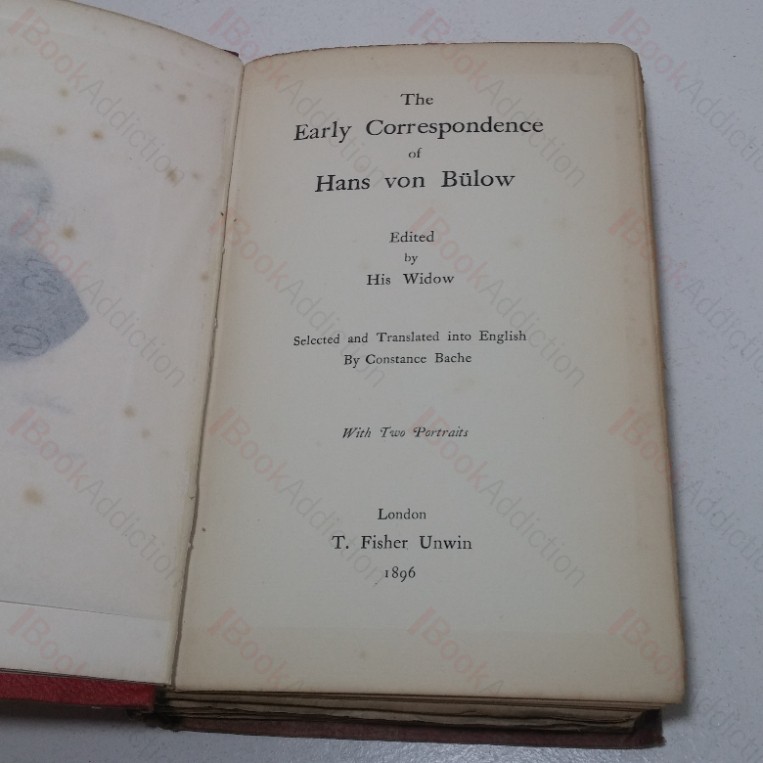 The
Early Correspondence
of
Hans von Bülow
Edited
by
His Widow
Selected and Translated into English
By Constance Bache
With Two Portraits
London
T. Fisher Unwin
1896
BookAddiction